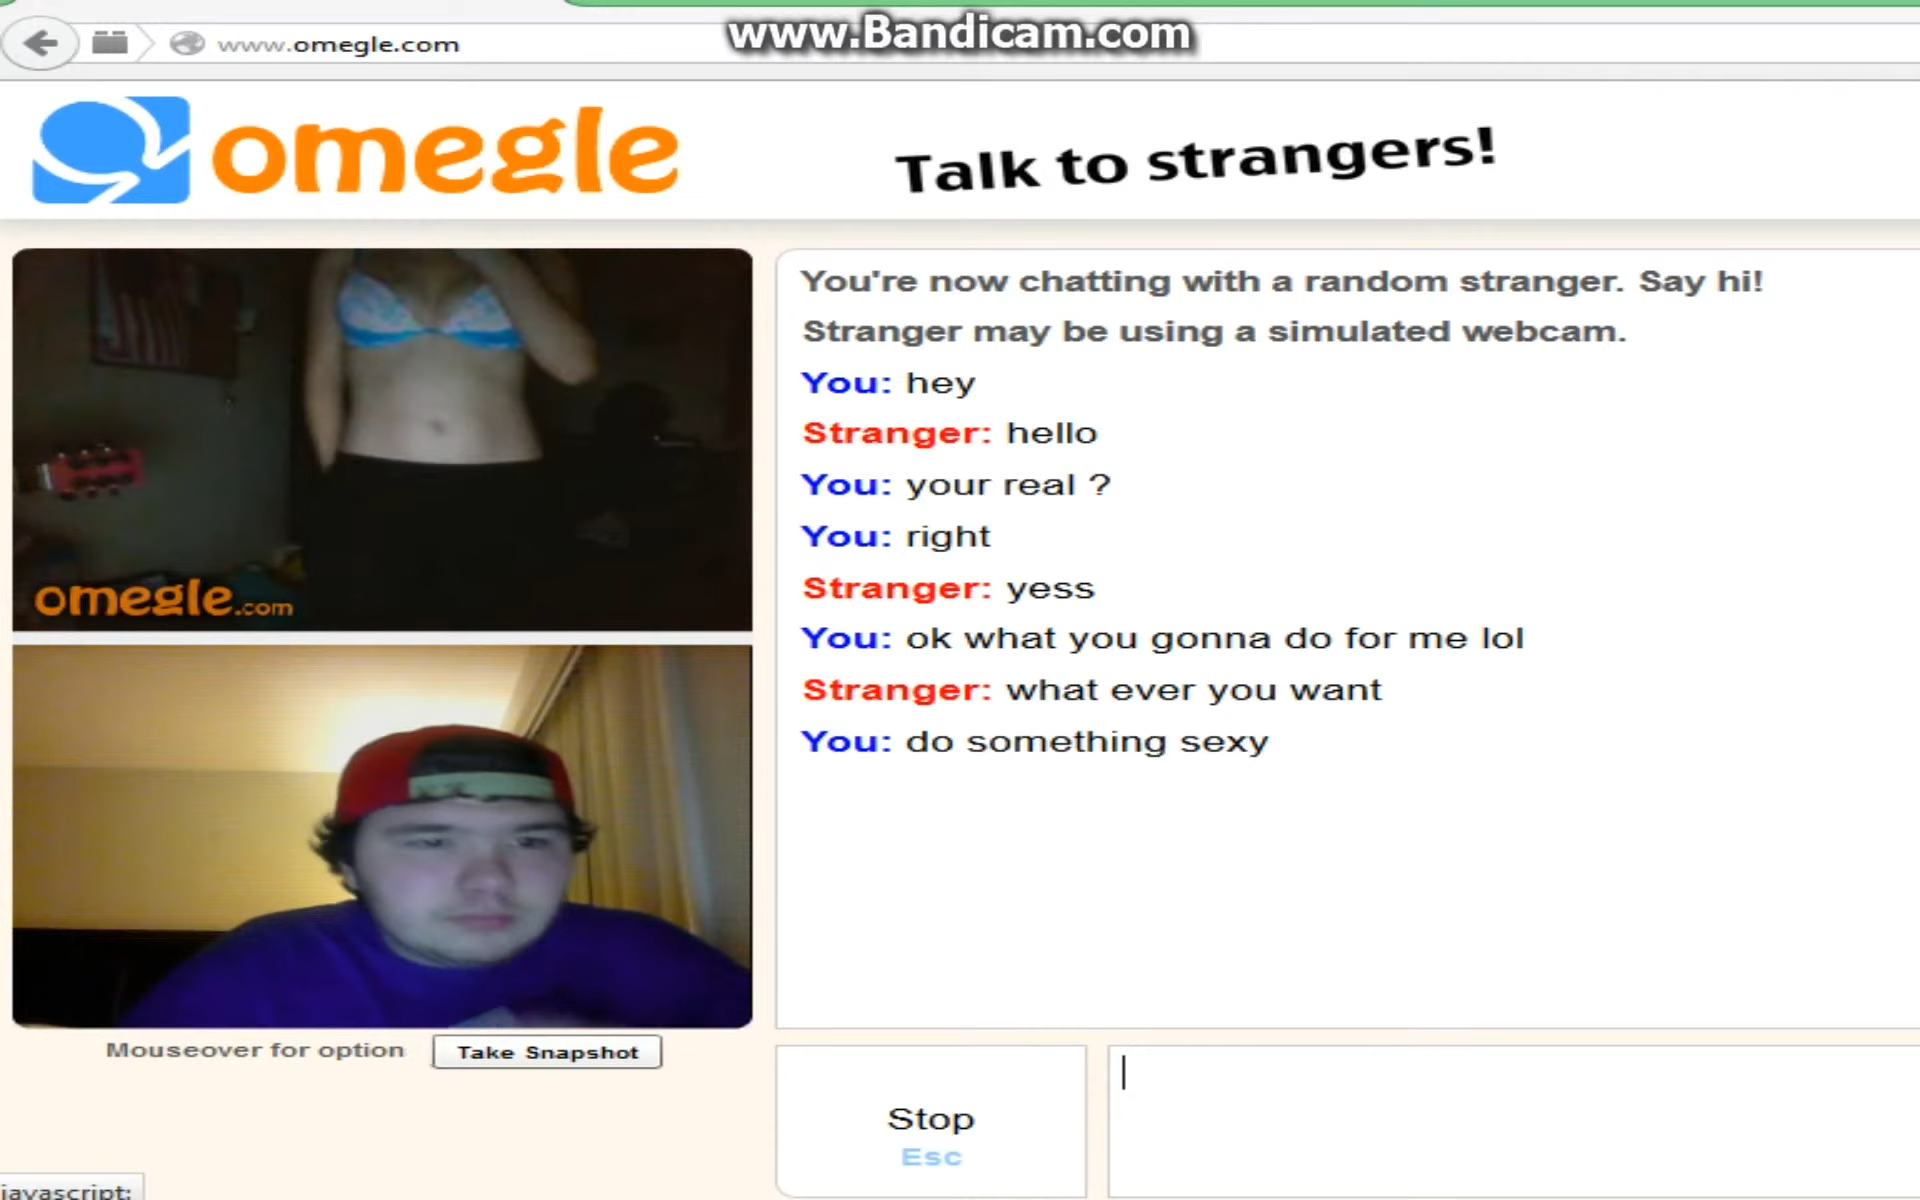 www.Bandicam.com
www.omegle.com
omegle
Talk to strangers!
omegle.com
You're now chatting with a random stranger. Say hi!
Stranger may be using a simulated webcam.
You: hey
Stranger: hello
You: your real ?
You: right
Stranger: yess
You: ok what you gonna do for me lol
Stranger: what ever you want
You: do something sexy
Mouseover for option
Take Snapshot
Stop
Esc
javascript: